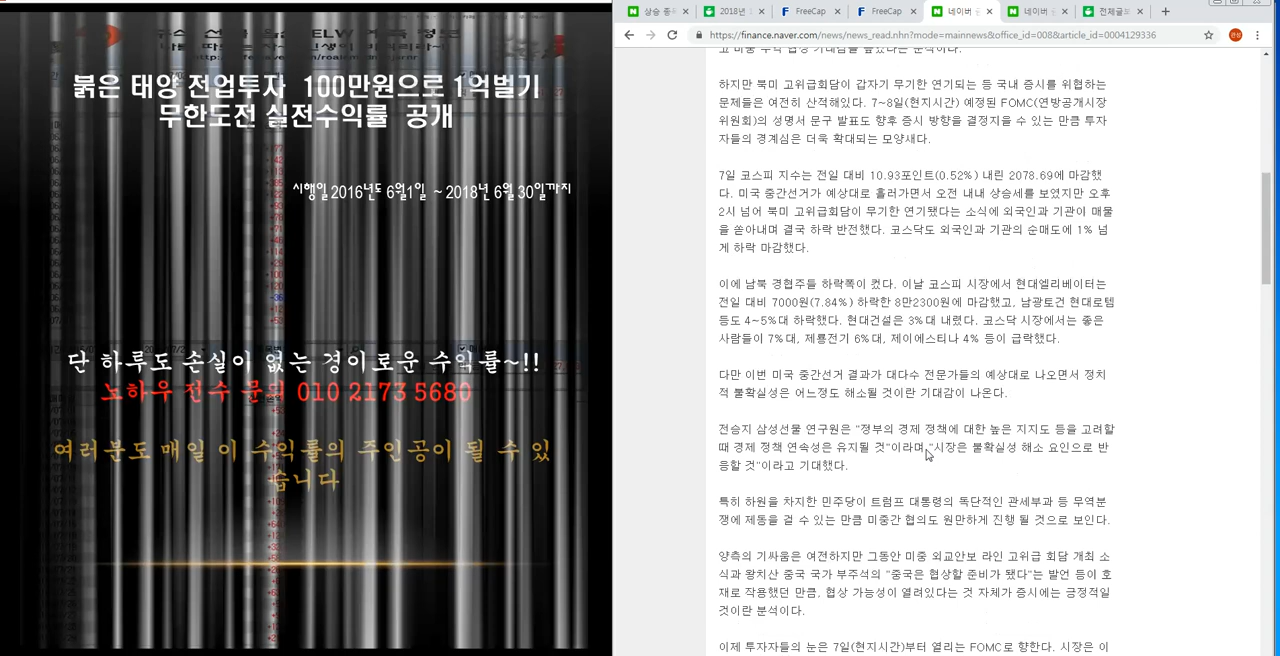 붉은 태양 전업투자 100만원으로 1억벌기
무한도전 실전수익률 공개
시행일 2016년도 6월1일 ~ 2018년 6월 30일까지
단 하루도 손실이 없는 경이로운 수익률~!!
노하우 전수 문의 010 2173 5680
여러분도 매일 이 수익률의 주인공이 될 수 있
습니다
상승 종
2018년 1
FreeCap
FreeCap
네이버
네이버
전체글보
https://finance.naver.com/news/news_read.nhn?mode=mainnews&office_id=008&article_id=0004129336
고 미중 무역 협상 기대감을 높였다는 분석이다.
하지만 북미 고위급회담이 갑자기 무기한 연기되는 등 국내 증시를 위협하는
문제들은 여전히 산적해있다. 7~8일(현지시간) 예정된 FOMC(연방공개시장
위원회)의 성명서 문구 발표도 향후 증시 방향을 결정지을 수 있는 만큼 투자
자들의 경계심은 더욱 확대되는 모양새다.
7일 코스피 지수는 전일 대비 10.93포인트(0.52%) 내린 2078.69에 마감했
다. 미국 중간선거가 예상대로 흘러가면서 오전 내내 상승세를 보였지만 오후
2시 넘어 북미 고위급회담이 무기한 연기됐다는 소식에 외국인과 기관이 매물
을 쏟아내며 결국 하락 반전했다. 코스닥도 외국인과 기관의 순매도에 1% 넘
게 하락 마감했다.
이에 남북 경협주들 하락폭이 컸다. 이날 코스피 시장에서 현대엘리베이터는
전일 대비 7000원(7.84%) 하락한 8만2300원에 마감했고, 남광토건 현대로템
등도 4~5%대 하락했다. 현대건설은 3%대 내렸다. 코스닥 시장에서는 좋은
사람들이 7%대, 제룡전기 6%대, 제이에스티나 4% 등이 급락했다.
다만 이번 미국 중간선거 결과가 대다수 전문가들의 예상대로 나오면서 정치
적 불확실성은 어느정도 해소될 것이란 기대감이 나온다.
전승지 삼성선물 연구원은 "정부의 경제 정책에 대한 높은 지지도 등을 고려할
때 경제 정책 연속성은 유지될 것"이라며 "시장은 불확실성 해소 요인으로 반
응할 것"이라고 기대했다.
특히 하원을 차지한 민주당이 트럼프 대통령의 독단적인 관세부과 등 무역분
쟁에 제동을 걸 수 있는 만큼 미중간 협의도 원만하게 진행 될 것으로 보인다.
양측의 기싸움은 여전하지만 그동안 미중 외교안보 라인 고위급 회담 개최 소
식과 왕치산 중국 국가 부주석의 "중국은 협상할 준비가 됐다"는 발언 등이 호
재로 작용했던 만큼, 협상 가능성이 열려있다는 것 자체가 증시에는 긍정적일
것이란 분석이다.
이제 투자자들의 눈은 7일(현지시간)부터 열리는 FOMC로 향한다. 시장은 이